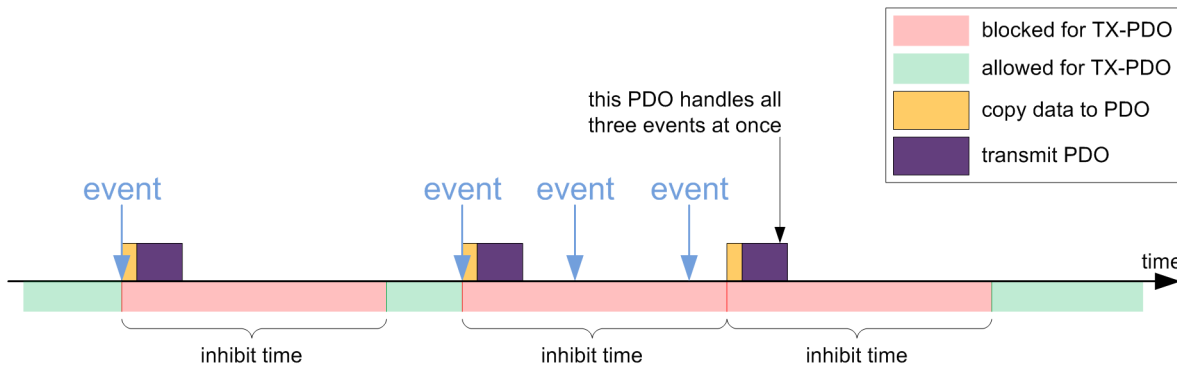 blocked for TX-PDO
allowed for TX-PDO
copy data to PDO
transmit PDO
this PDO handles all
three events at once
event
event
event
event
time
inhibit time
inhibit time
inhibit time